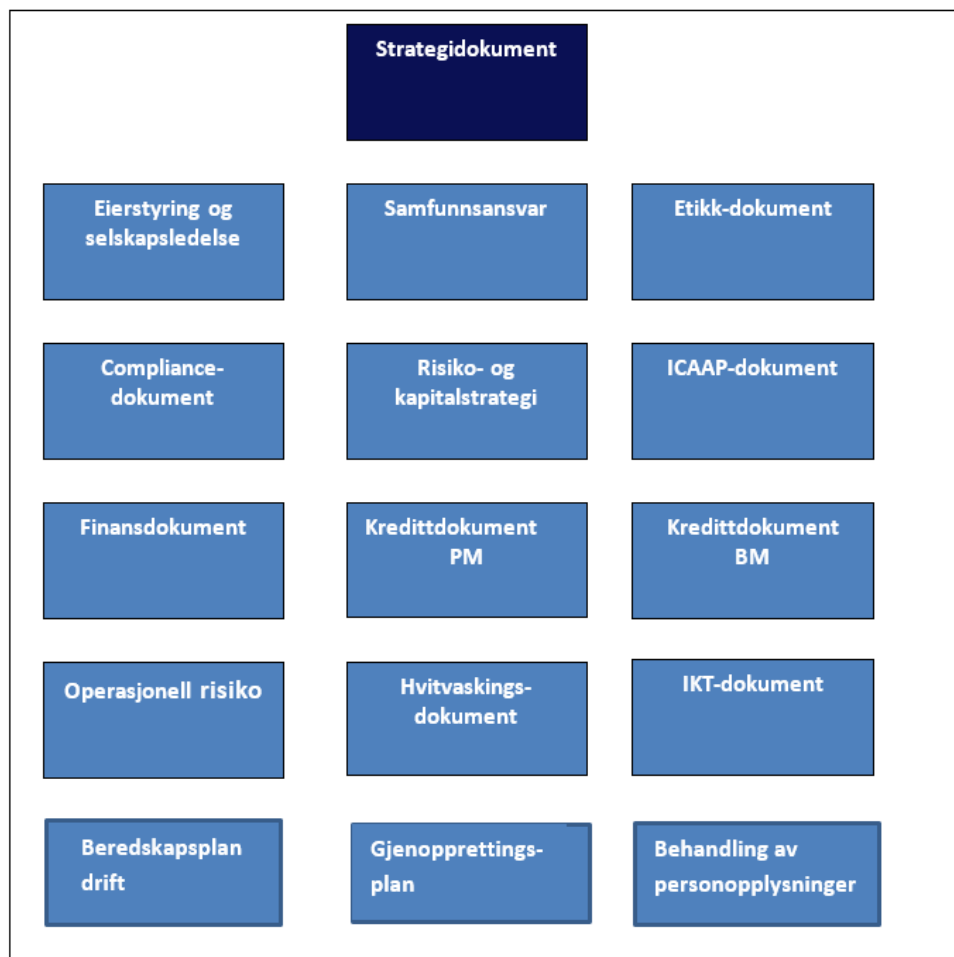 Strategidokument
Eierstyring og
selskapsledelse
Samfunnsansvar
Etikk-dokument
Compliance-
dokument
Risiko- og
kapitalstrategi
ICAAP-dokument
Finansdokument
Kredittdokument
PM
Kredittdokument
BM
Operasjonell risiko
Hvitvaskings-
dokument
IKT-dokument
Beredskapsplan
drift
Gjenopprettings-
plan
Behandling av
personopplysninger